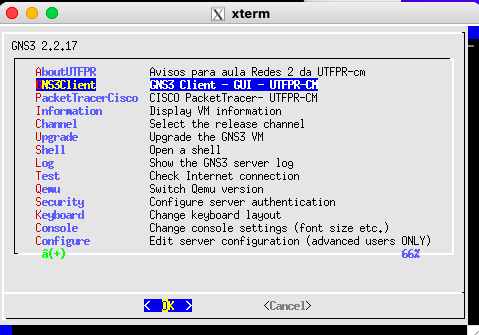 xterm
GNS3 2.2.17
AboutUTFPR Avisos para aula Redes 2 da UTFPR-cm
GNS3Client GNS3 Client - GUI - UTFPR-CM
PacketTracerCisco CISCO PacketTracer- UTFPR-CM
Information Display VM information
Channel Select the release channel
Upgrade Upgrade the GNS3 VM
Shell Open a shell
Log Show the GNS3 server log
Test Check Internet connection
Qemu Switch Qemu version
Security Configure server authentication
Keyboard Change keyboard layout
Console Change console settings (font size etc.)
Configure Edit server configuration (advanced users ONLY)
â(+) 66%
< OK > <Cancel>